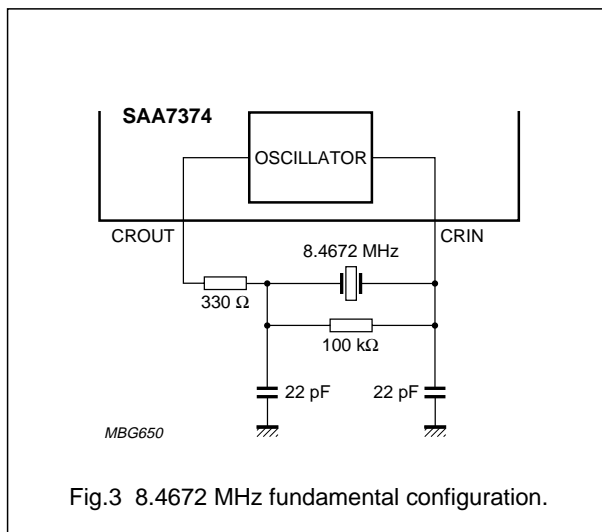 SAA7374
OSCILLATOR
CROUT
CRIN
8.4672 MHz
330 Ω
100 kΩ
22 pF
22 pF
MBG650
Fig.3 8.4672 MHz fundamental configuration.